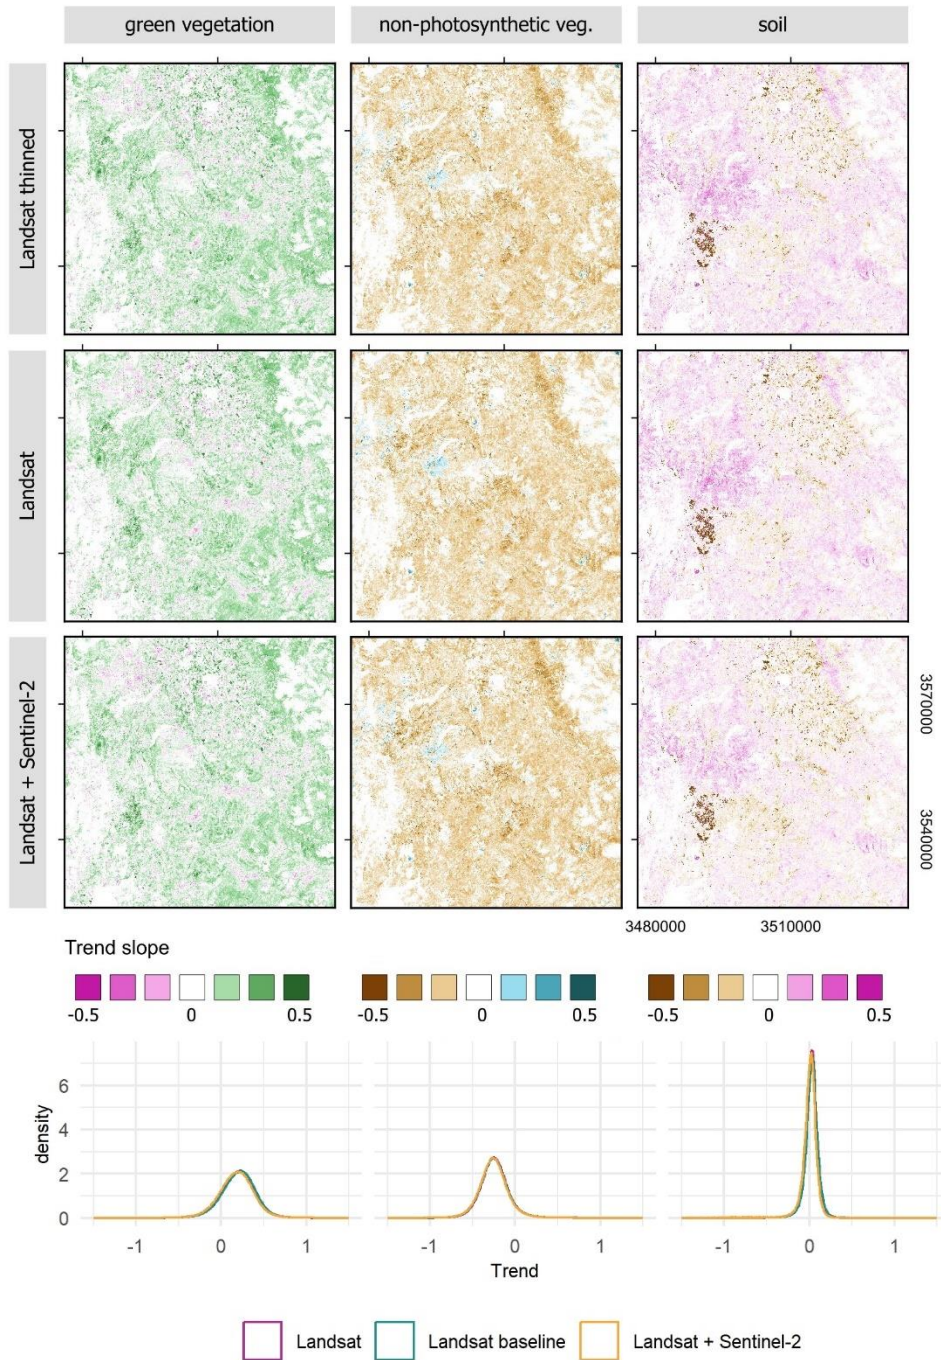 green vegetation
non-photosynthetic veg.
soil
Landsat thinned
Landsat
Landsat + Sentinel-2
3570000
3540000
3480000 3510000
Trend slope
-0.5 0 0.5
-0.5 0 0.5
-0.5 0 0.5
density
6
4
2
0
-1 0 1
-1 0 1
-1 0 1
Trend
Landsat
Landsat baseline
Landsat + Sentinel-2